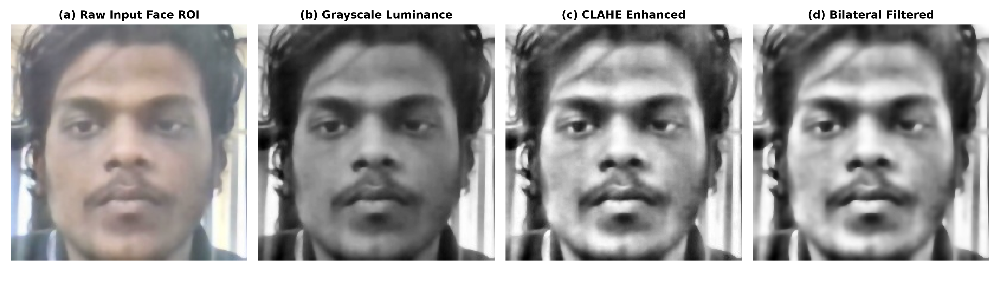 (a) Raw Input Face ROI
(b) Grayscale Luminance
(c) CLAHE Enhanced
(d) Bilateral Filtered